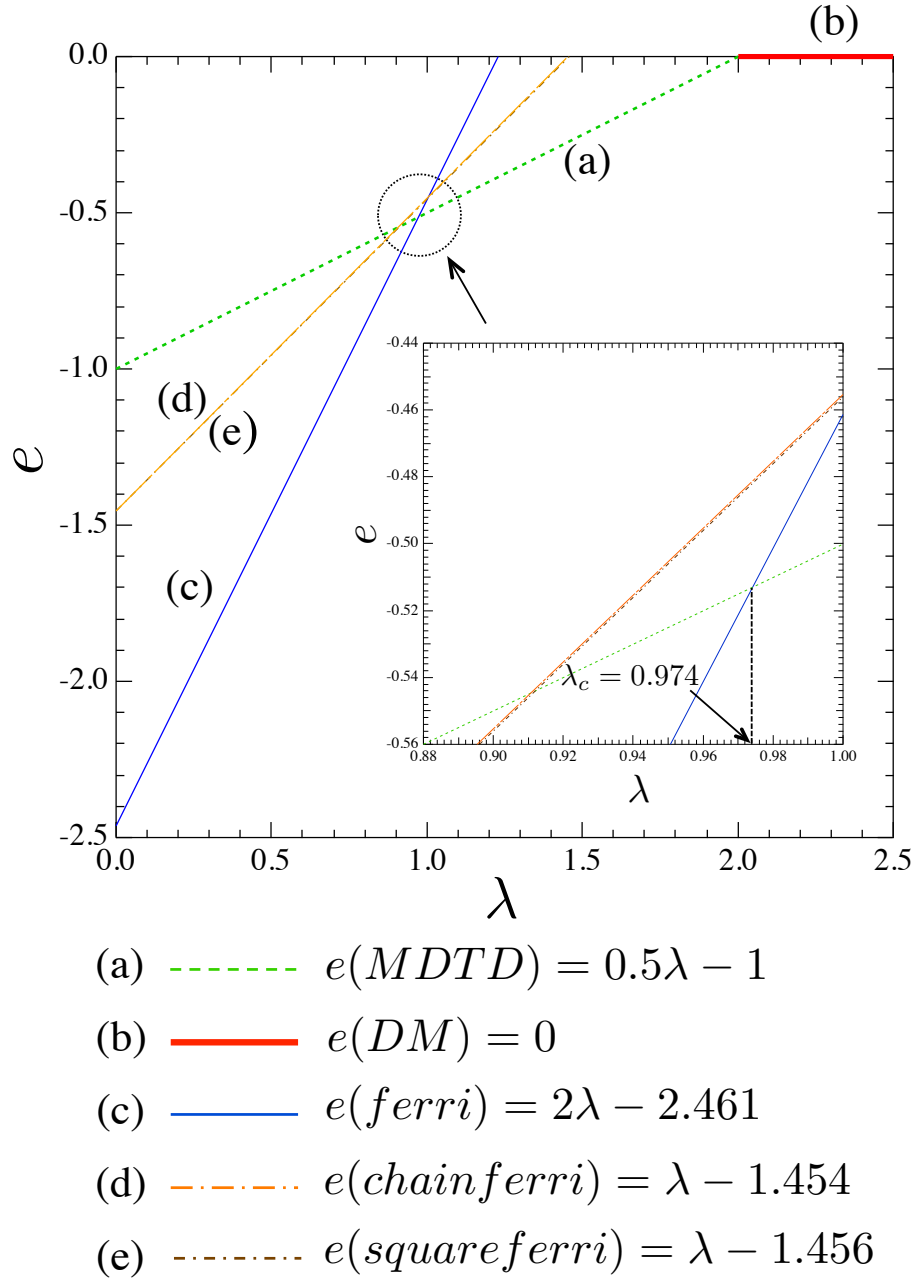 (b)
0.0
(a)
-0.5
-1.0
(d)
(e)
e
-1.5
(c)
-2.0
-2.5
0.0 0.5 1.0 1.5 2.0 2.5
λ
-0.44
-0.46
-0.48
e
-0.50
-0.52
-0.54
λc = 0.974
-0.56
0.88 0.90 0.92 0.94 0.96 0.98 1.00
λ
(a) e(MDTD) = 0.5λ − 1
(b) e(DM) = 0
(c) e(ferri) = 2λ − 2.461
(d) e(chainferri) = λ − 1.454
(e) e(squareferri) = λ − 1.456